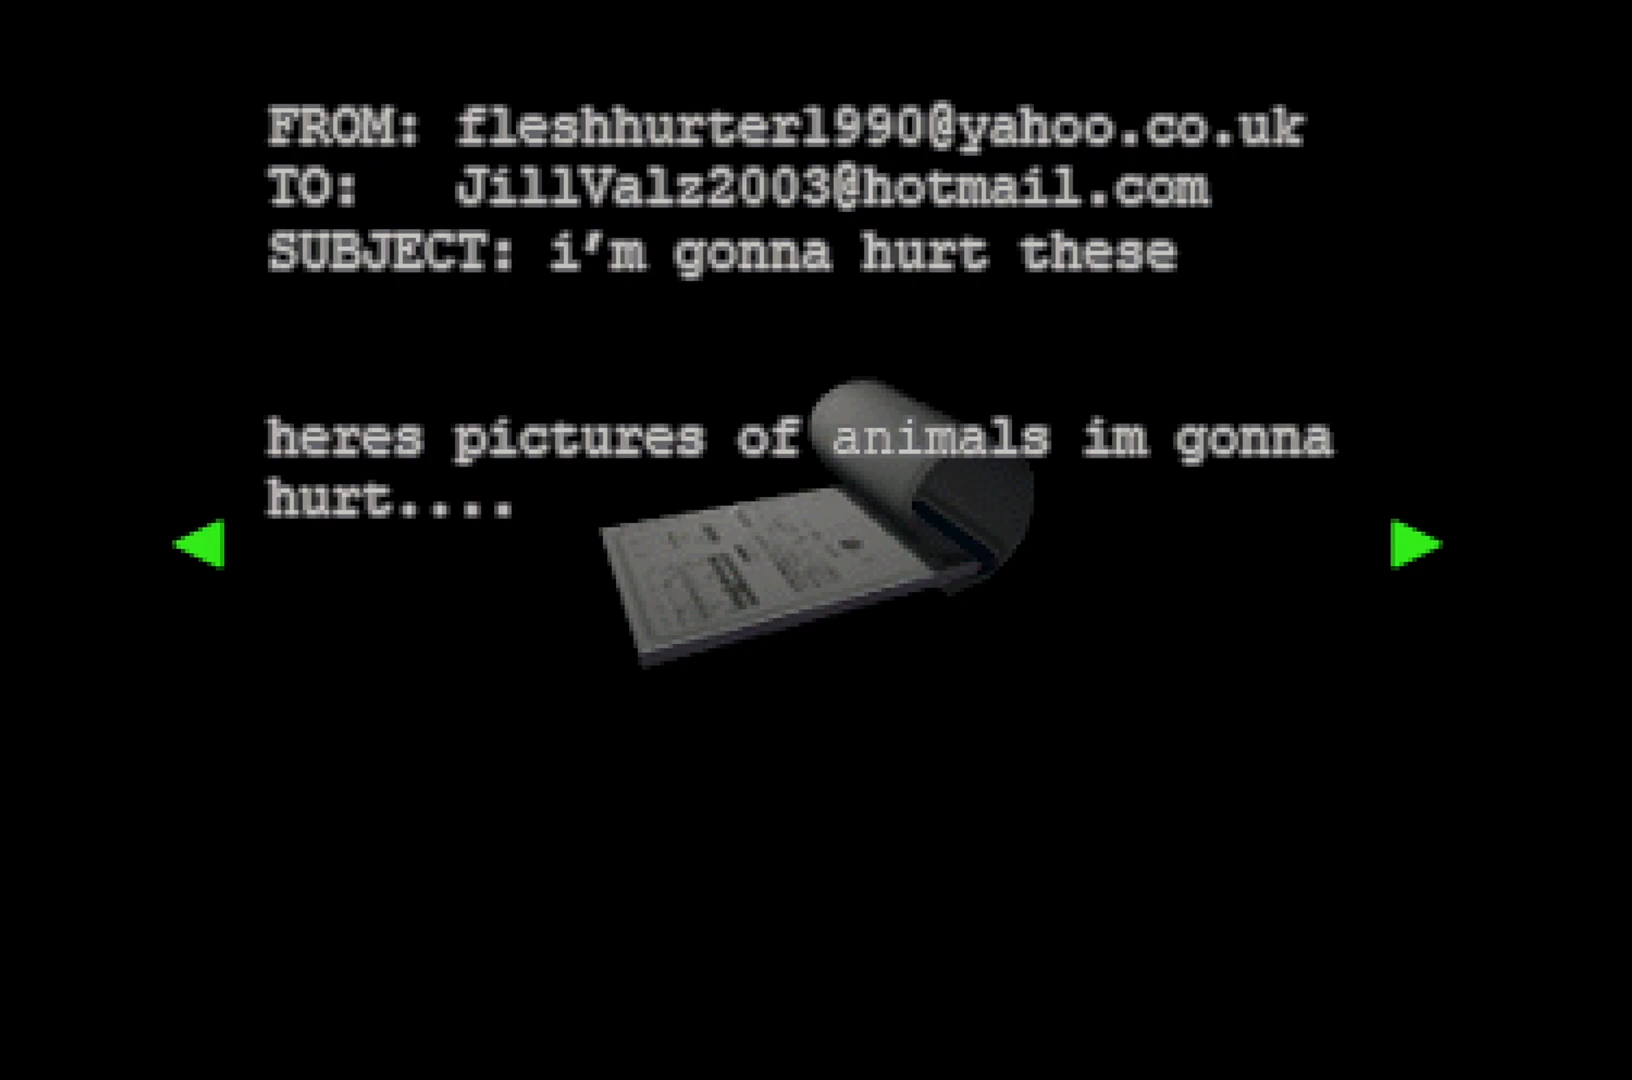 FROM: fleshhurter1990@yahoo.co.uk
TO: JillValz2003@hotmail.com
SUBJECT: i'm gonna hurt these
heres pictures of animals im gonna
hurt....